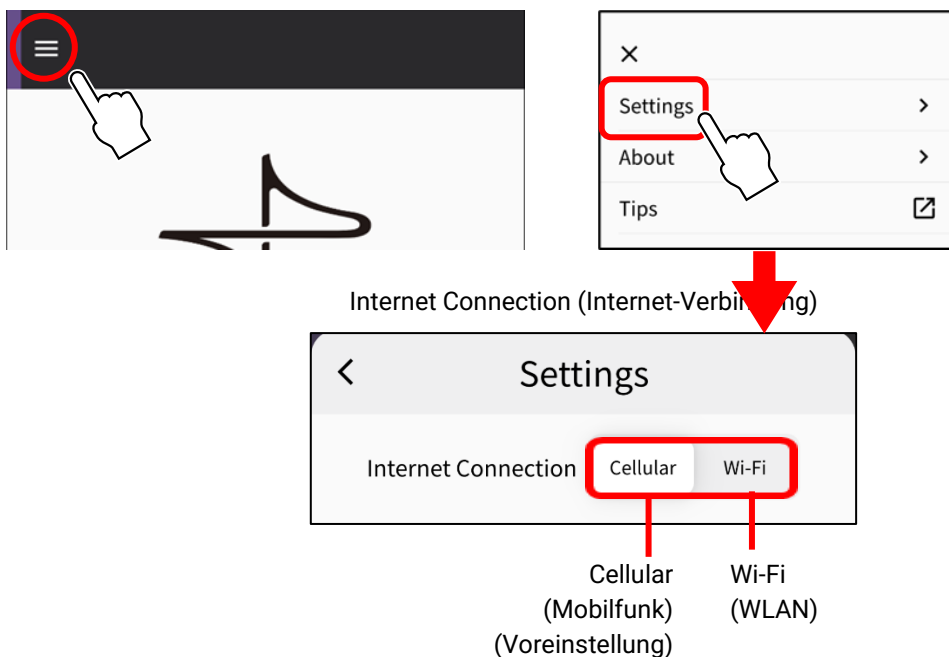 Settings
About
Tips
Internet Connection (Internet-Verbindung)
Settings
Internet Connection Cellular Wi-Fi
Cellular
(Mobilfunk)
(Voreinstellung)
Wi-Fi
(WLAN)